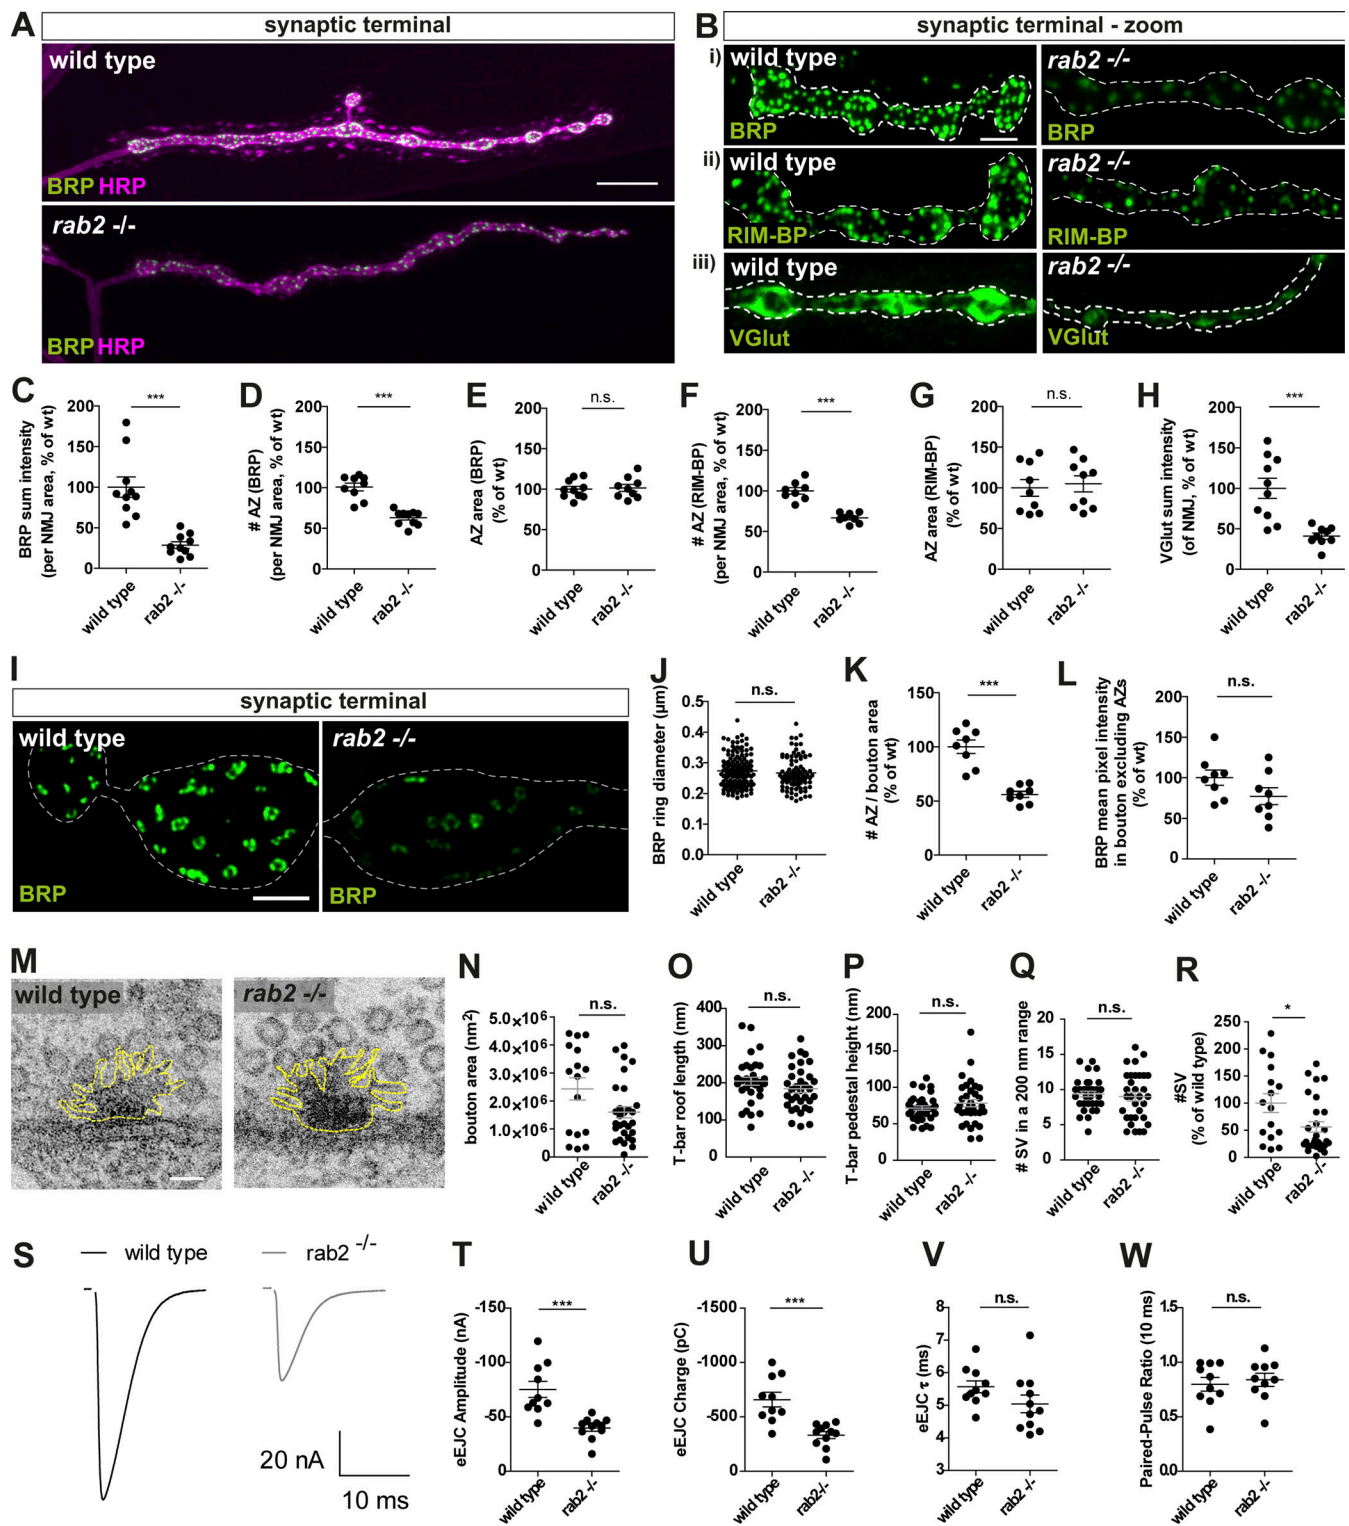 A
synaptic terminal
wild type
BRP HRP
rab2 -/-
BRP HRP
B
synaptic terminal - zoom
i)
wild type
BRP
rab2 -/-
BRP
ii)
wild type
RIM-BP
rab2 -/-
RIM-BP
iii)
wild type
VGlut
rab2 -/-
VGlut
C
BRP sum intensity
(per NMJ area, % of wt)
200
150
100
50
0
***
wild type
rab2 -/-
D
# AZ (BRP)
(per NMJ area, % of wt)
200
150
100
50
0
***
wild type
rab2 -/-
E
AZ area (BRP)
(% of wt)
200
150
100
50
0
n.s.
wild type
rab2 -/-
F
# AZ (RIM-BP)
(per NMJ area, % of wt)
200
150
100
50
0
***
wild type
rab2 -/-
G
AZ area (RIM-BP)
(% of wt)
200
150
100
50
0
n.s.
wild type
rab2 -/-
H
VGlut sum intensity
(of NMJ, % of wt)
200
150
100
50
0
***
wild type
rab2 -/-
I
synaptic terminal
wild type
BRP
rab2 -/-
BRP
J
BRP ring diameter (µm)
0.5
0.4
0.3
0.2
0.1
0.0
n.s.
wild type
rab2 -/-
K
# AZ / bouton area
(% of wt)
150
100
50
0
***
wild type
rab2 -/-
L
BRP mean pixel intensity
in bouton excluding AZs
(% of wt)
200
150
100
50
0
n.s.
wild type
rab2 -/-
M
wild type
rab2 -/-
N
bouton area (nm²)
5.0×10⁶
4.0×10⁶
3.0×10⁶
2.0×10⁶
1.0×10⁶
0
n.s.
wild type
rab2 -/-
O
T-bar roof length (nm)
400
300
200
100
0
n.s.
wild type
rab2 -/-
P
T-bar pedestal height (nm)
200
150
100
50
0
n.s.
wild type
rab2 -/-
Q
# SV in a 200 nm range
20
15
10
5
0
n.s.
wild type
rab2 -/-
R
#SV
(% of wild type)
250
200
150
100
50
0
*
wild type
rab2 -/-
S
wild type
rab2 -/-
20 nA
10 ms
T
eEJC Amplitude (nA)
-150
-100
-50
0
***
wild type
rab2 -/-
U
eEJC Charge (pC)
-1500
-1000
-500
0
***
wild type
rab2-/-
V
eEJC τ (ms)
8
7
6
5
4
3
n.s.
wild type
rab2 -/-
W
Paired-Pulse Ratio (10 ms)
1.5
1.0
0.5
0.0
n.s.
wild type
rab2 -/-